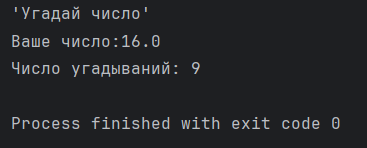 'Угадай число'
Ваше число:16.0
Число угадываний: 9
Process finished with exit code 0